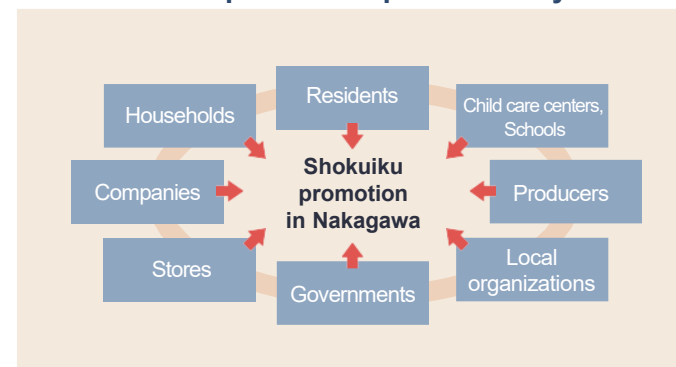 Residents
Households
Child care centers,
Schools
Shokuiku
promotion
in Nakagawa
Companies
Producers
Stores
Local
organizations
Governments